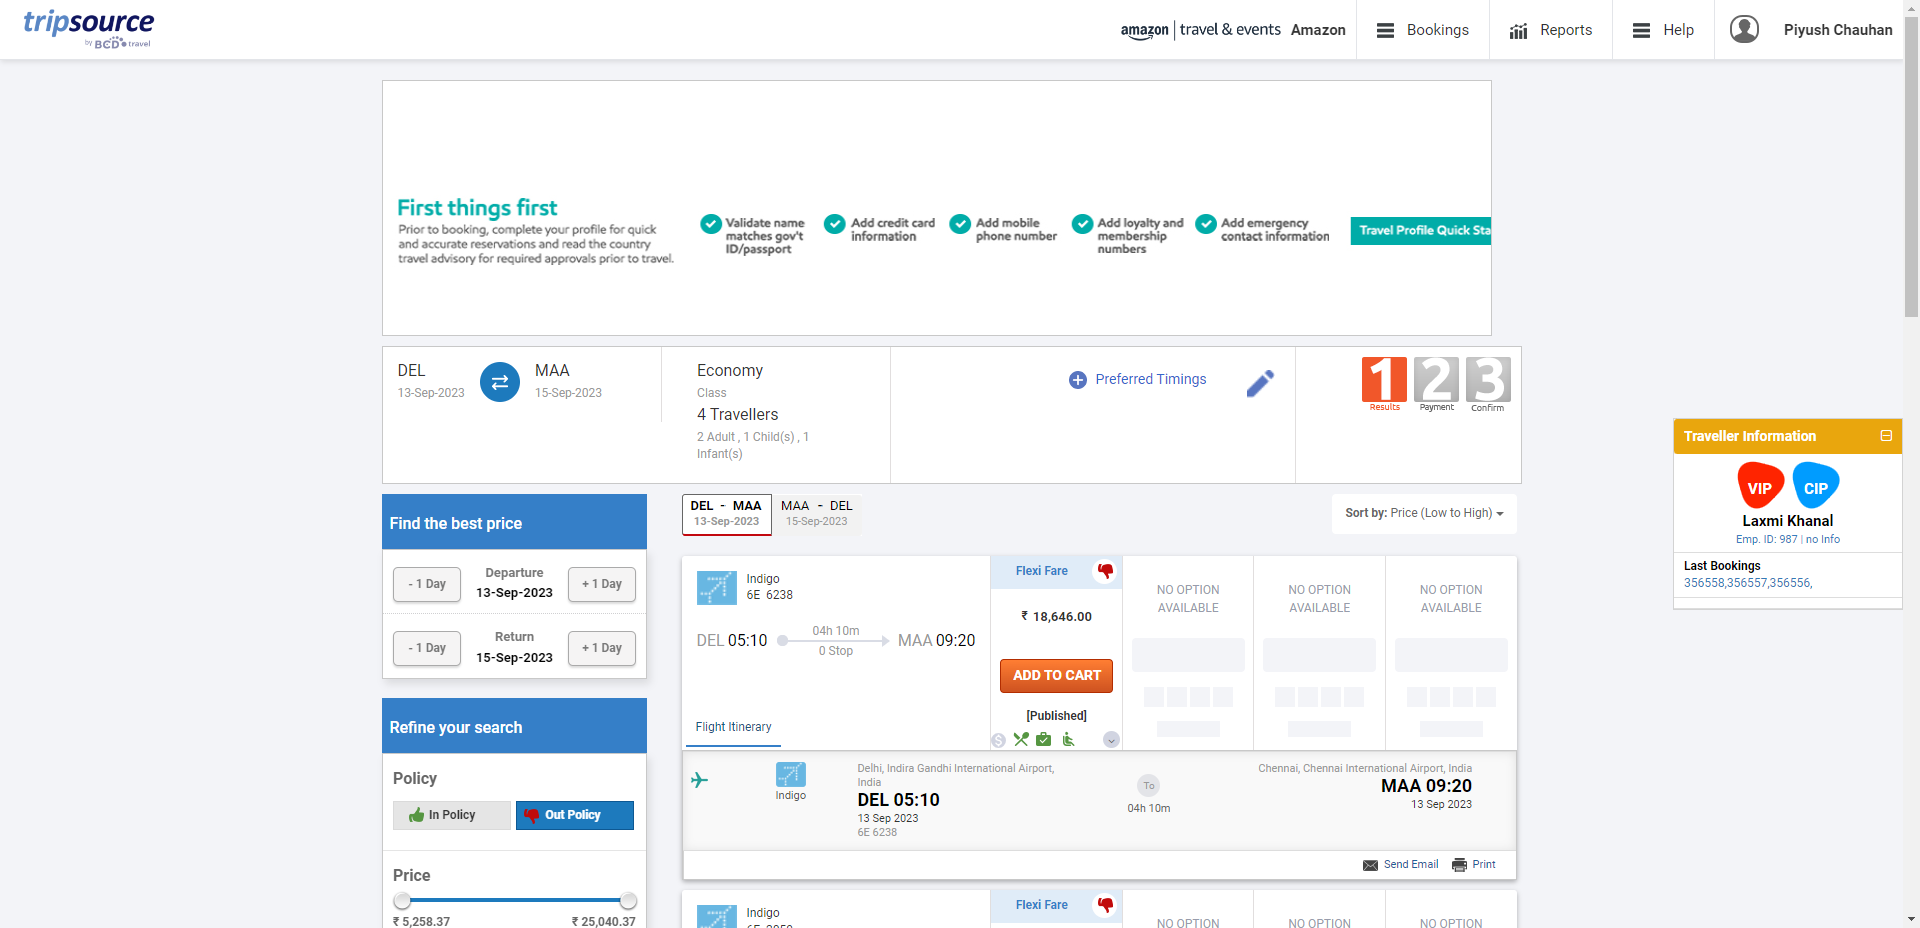 tripsource
by BCD travel
amazon | travel & events Amazon
Bookings
Reports
Help
Piyush Chauhan
First things first
Prior to booking, complete your profile for quick
and accurate reservations and read the country
travel advisory for required approvals prior to travel.
Validate name
matches gov't
ID/passport
Add credit card
information
Add mobile
phone number
Add loyalty and
membership
numbers
Add emergency
contact information
Travel Profile Quick Sta
DEL
13-Sep-2023
MAA
15-Sep-2023
Economy
Class
4 Travellers
2 Adult , 1 Child(s) , 1
Infant(s)
Preferred Timings
1 2 3
Results Payment Confirm
Traveller Information
VIP CIP
Laxmi Khanal
Emp. ID: 987 | no Info
Last Bookings
356558,356557,356556,
Find the best price
- 1 Day
Departure
13-Sep-2023
+ 1 Day
- 1 Day
Return
15-Sep-2023
+ 1 Day
Refine your search
Policy
In Policy
Out Policy
Price
₹ 5,258.37 ₹ 25,040.37
DEL - MAA
13-Sep-2023
MAA - DEL
15-Sep-2023
Sort by: Price (Low to High)
Indigo
6E 6238
DEL 05:10
04h 10m
0 Stop
MAA 09:20
Flight Itinerary
Flexi Fare
₹ 18,646.00
ADD TO CART
[Published]
NO OPTION
AVAILABLE
NO OPTION
AVAILABLE
NO OPTION
AVAILABLE
Indigo
Delhi, Indira Gandhi International Airport,
India
DEL 05:10
13 Sep 2023
6E 6238
To
04h 10m
Chennai, Chennai International Airport, India
MAA 09:20
13 Sep 2023
Send Email
Print
Indigo
Flexi Fare
NO OPTION
NO OPTION
NO OPTION